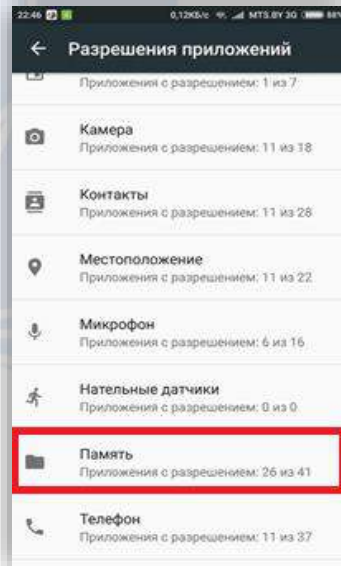 22:46 0,12КБ/с MTS.BY 3G 88%
Разрешения приложений
Приложения с разрешением: 1 из 7
Камера
Приложения с разрешением: 11 из 18
Контакты
Приложения с разрешением: 11 из 28
Местоположение
Приложения с разрешением: 11 из 22
Микрофон
Приложения с разрешением: 6 из 16
Нательные датчики
Приложения с разрешением: 0 из 0
Память
Приложения с разрешением: 26 из 41
Телефон
Приложения с разрешением: 11 из 37